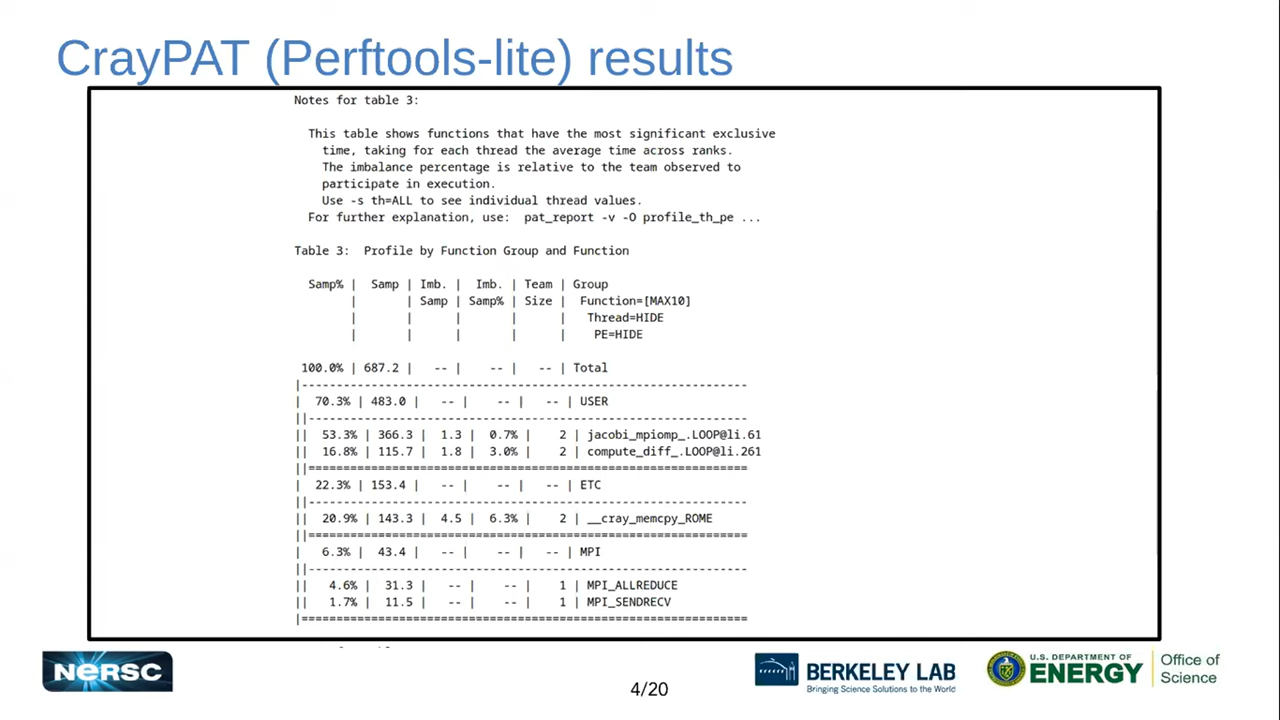 CrayPAT (Perftools-lite) results
Notes for table 3:
This table shows functions that have the most significant exclusive
time, taking for each thread the average time across ranks.
The imbalance percentage is relative to the team observed to
participate in execution.
Use -s th=ALL to see individual thread values.
For further explanation, use:  pat_report -v -O profile_th_pe ...
Table 3:  Profile by Function Group and Function
Samp% |  Samp | Imb. |  Imb. | Team | Group
|       | Samp | Samp% | Size |  Function=[MAX10]
|       |      |       |      |   Thread=HIDE
|       |      |       |      |    PE=HIDE
100.0% | 687.2 |   -- |    -- |   -- | Total
|---------------------------------------------------------------
|  70.3% | 483.0 |   -- |    -- |   -- | USER
||--------------------------------------------------------------
||  53.3% | 366.3 |  1.3 |  0.7% |    2 | jacobi_mpiomp_.LOOP@li.61
||  16.8% | 115.7 |  1.8 |  3.0% |    2 | compute_diff_.LOOP@li.261
||==============================================================
|  22.3% | 153.4 |   -- |    -- |   -- | ETC
||--------------------------------------------------------------
||  20.9% | 143.3 |  4.5 |  6.3% |    2 | __cray_memcpy_ROME
||==============================================================
|   6.3% |  43.4 |   -- |    -- |   -- | MPI
||--------------------------------------------------------------
||   4.6% |  31.3 |   -- |    -- |    1 | MPI_ALLREDUCE
||   1.7% |  11.5 |   -- |    -- |    1 | MPI_SENDRECV
|===============================================================
NERSC
4/20
BERKELEY LAB
Bringing Science Solutions to the World
U.S. DEPARTMENT OF
ENERGY
Office of
Science